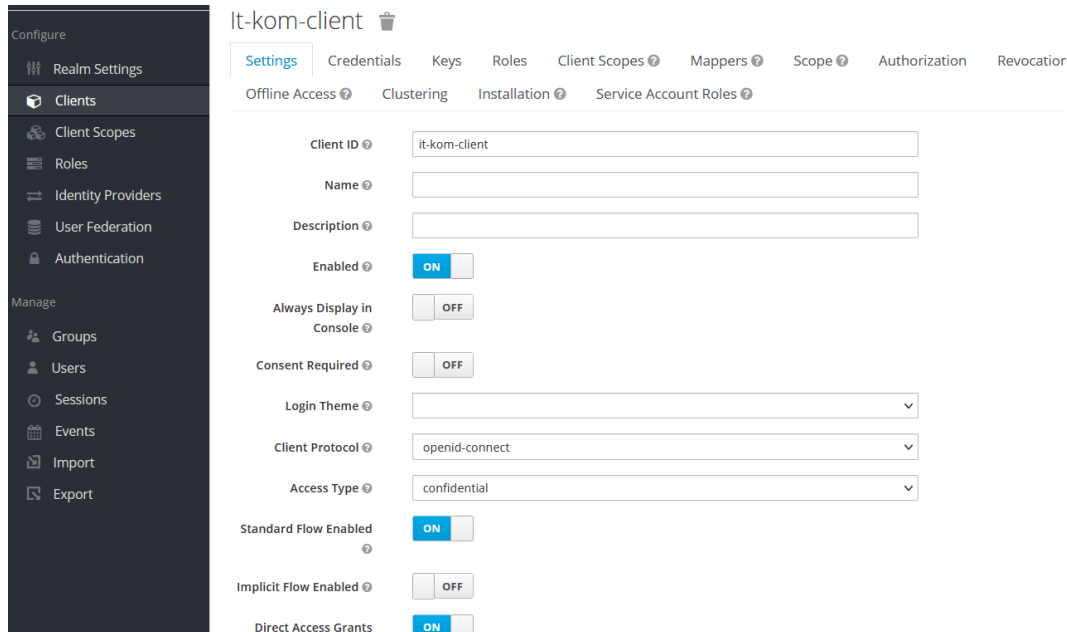 Configure
Realm Settings
Clients
Client Scopes
Roles
Identity Providers
User Federation
Authentication
Manage
Groups
Users
Sessions
Events
Import
Export
It-kom-client
Settings Credentials Keys Roles Client Scopes Mappers Scope Authorization Revocation
Offline Access Clustering Installation Service Account Roles
Client ID it-kom-client
Name
Description
Enabled ON
Always Display in OFF
Console
Consent Required OFF
Login Theme
Client Protocol openid-connect
Access Type confidential
Standard Flow Enabled ON
Implicit Flow Enabled OFF
Direct Access Grants ON